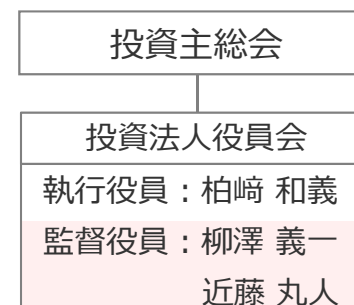 投資主総会
投資法人役員会
執行役員：柏﨑 和義
監督役員：柳澤 義一
近藤 丸人